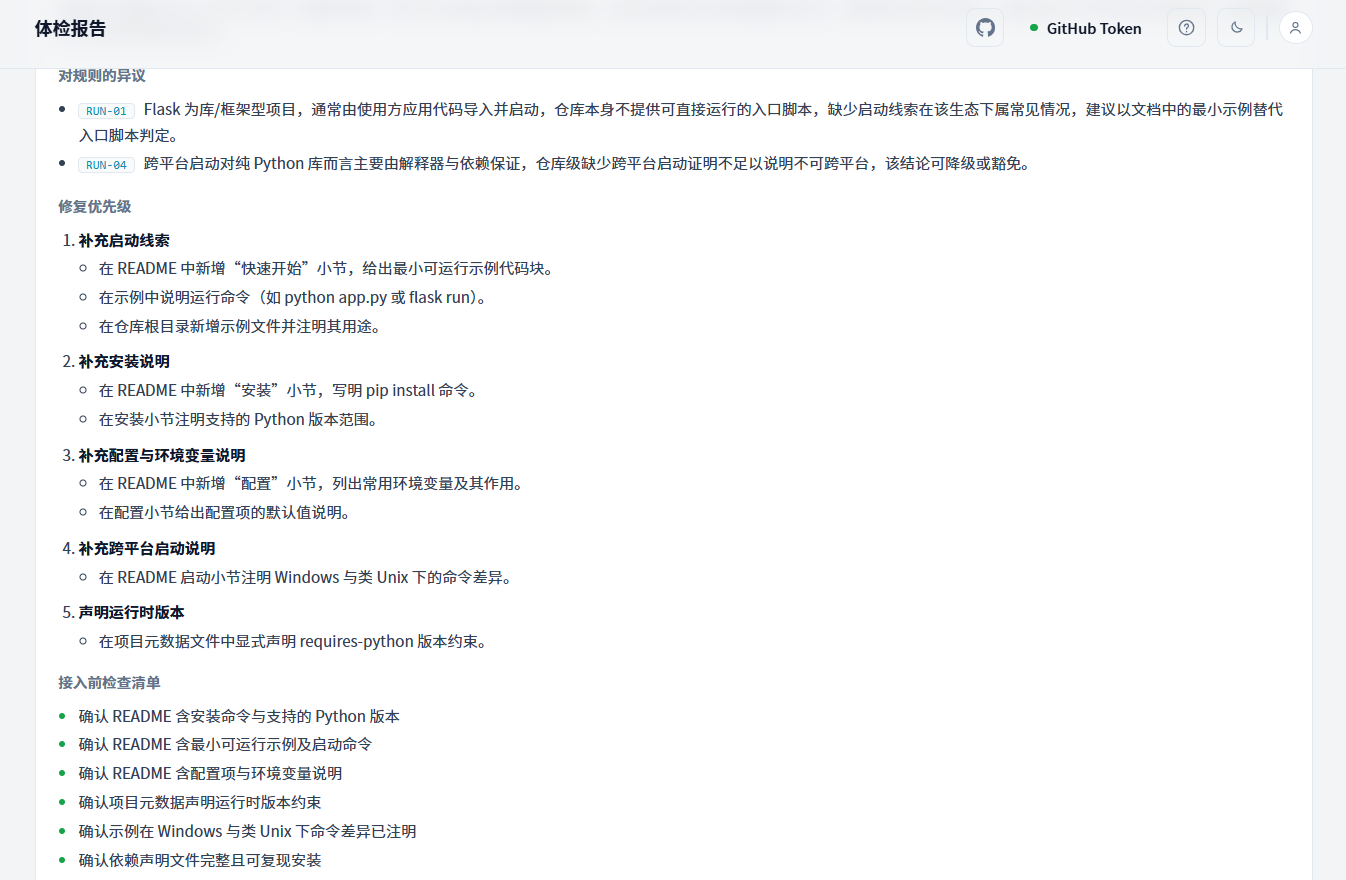 体检报告
GitHub Token
对规则的异议
RUN-01 Flask 为库/框架型项目，通常由使用方应用代码导入并启动，仓库本身不提供可直接运行的入口脚本，缺少启动线索在该生态下属常见情况，建议以文档中的最小示例替代
入口脚本判定。
RUN-04 跨平台启动对纯 Python 库而言主要由解释器与依赖保证，仓库级缺少跨平台启动证明不足以说明不可跨平台，该结论可降级或豁免。
修复优先级
1. 补充启动线索
在 README 中新增“快速开始”小节，给出最小可运行示例代码块。
在示例中说明运行命令（如 python app.py 或 flask run）。
在仓库根目录新增示例文件并注明其用途。
2. 补充安装说明
在 README 中新增“安装”小节，写明 pip install 命令。
在安装小节注明支持的 Python 版本范围。
3. 补充配置与环境变量说明
在 README 中新增“配置”小节，列出常用环境变量及其作用。
在配置小节给出配置项的默认值说明。
4. 补充跨平台启动说明
在 README 启动小节注明 Windows 与类 Unix 下的命令差异。
5. 声明运行时版本
在项目元数据文件中显式声明 requires-python 版本约束。
接入前检查清单
确认 README 含安装命令与支持的 Python 版本
确认 README 含最小可运行示例及启动命令
确认 README 含配置项与环境变量说明
确认项目元数据声明运行时版本约束
确认示例在 Windows 与类 Unix 下命令差异已注明
确认依赖声明文件完整且可复现安装